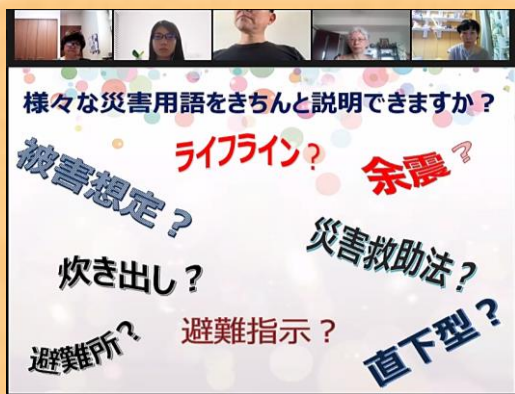 様々な災害用語をきちんと説明できますか？
ライフライン？
余震？
被害想定？
災害救助法？
炊き出し？
避難指示？
避難所？
直下型？